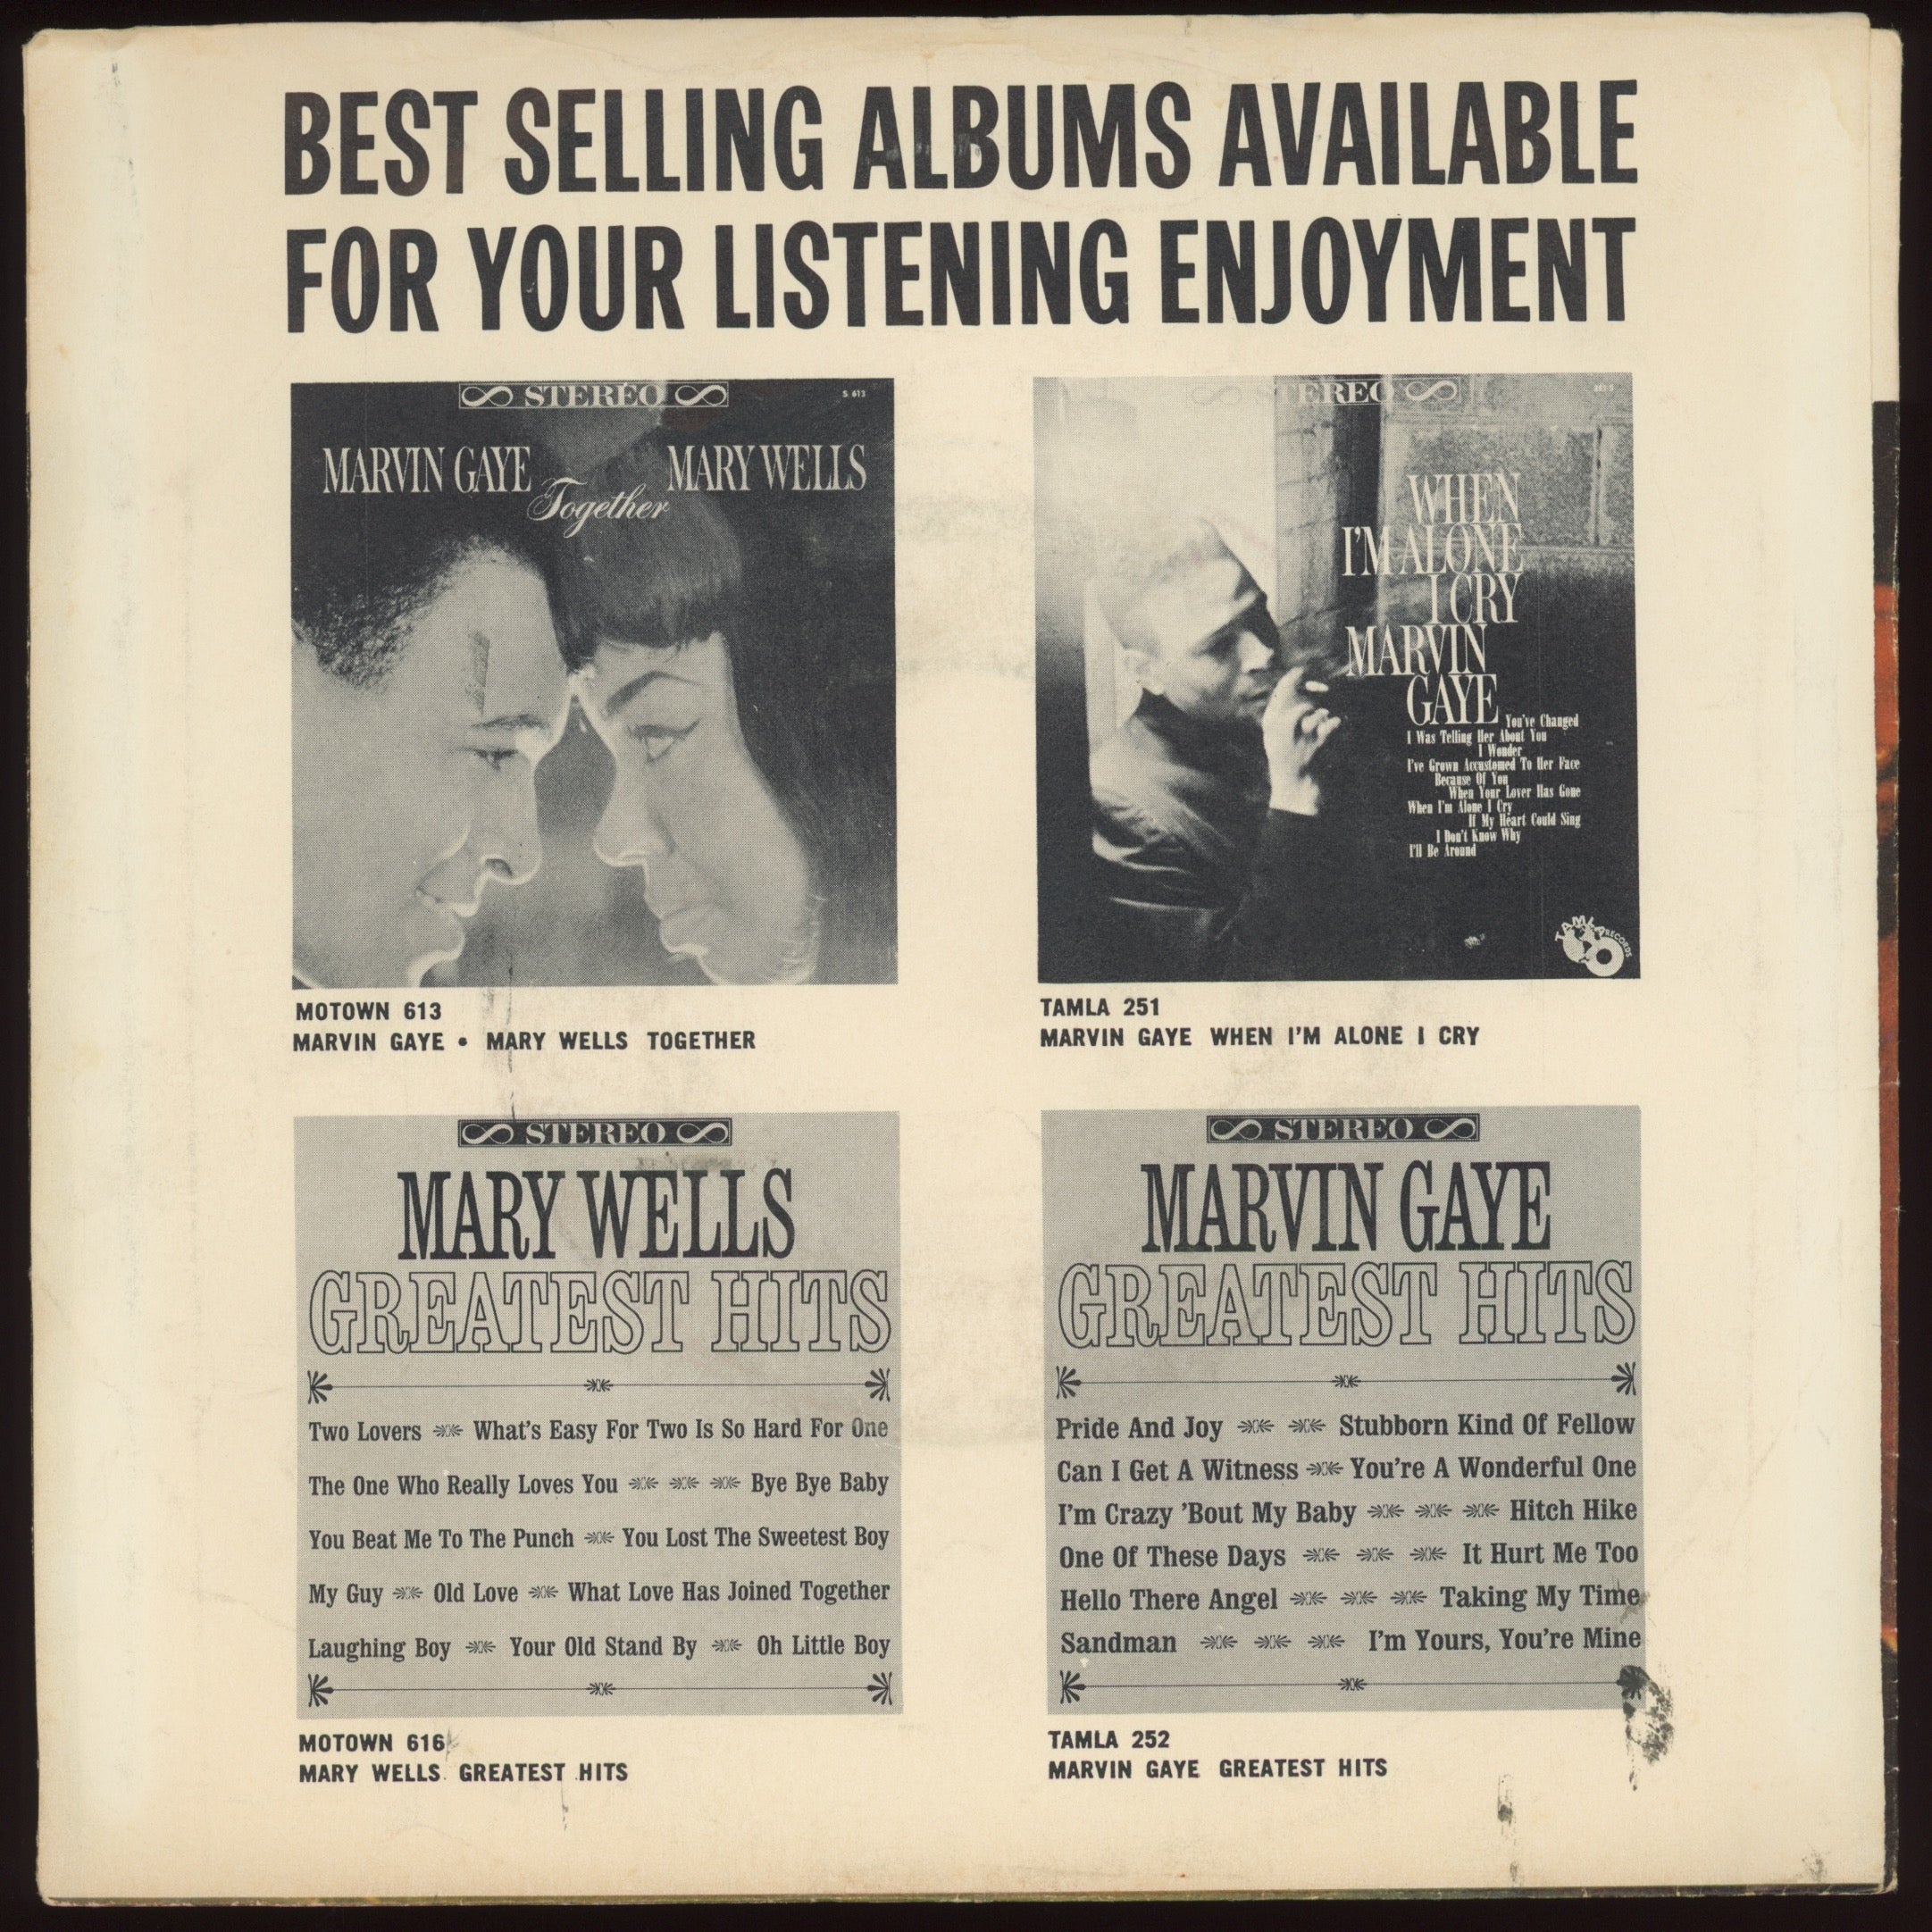 BEST SELLING ALBUMS AVAILABLE
FOR YOUR LISTENING ENJOYMENT
STEREO
S 613
MARVIN GAYE MARY WELLS
Together
MOTOWN 613
MARVIN GAYE • MARY WELLS TOGETHER
STEREO
WHEN
I'M ALONE
I CRY
MARVIN
GAYE
You've Changed
I Was Telling Her About You
I Wonder
I've Grown Accustomed To Her Face
Because Of You
When Your Lover Has Gone
When I'm Alone I Cry
If My Heart Could Sing
I Don't Know Why
I'll Be Around
TAMLA RECORDS
TAMLA 251
MARVIN GAYE WHEN I'M ALONE I CRY
STEREO
MARY WELLS
GREATEST HITS
Two Lovers What's Easy For Two Is So Hard For One
The One Who Really Loves You Bye Bye Baby
You Beat Me To The Punch You Lost The Sweetest Boy
My Guy Old Love What Love Has Joined Together
Laughing Boy Your Old Stand By Oh Little Boy
MOTOWN 616
MARY WELLS GREATEST HITS
STEREO
MARVIN GAYE
GREATEST HITS
Pride And Joy Stubborn Kind Of Fellow
Can I Get A Witness You're A Wonderful One
I'm Crazy 'Bout My Baby Hitch Hike
One Of These Days It Hurt Me Too
Hello There Angel Taking My Time
Sandman I'm Yours, You're Mine
TAMLA 252
MARVIN GAYE GREATEST HITS